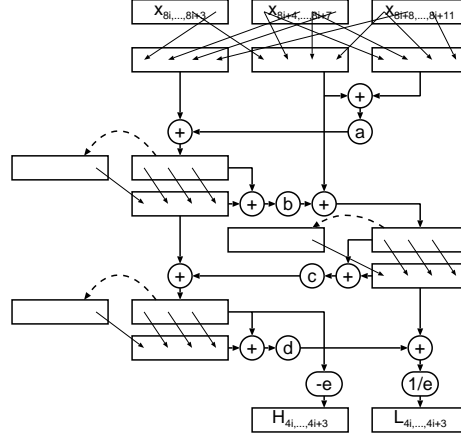 x8i,...,8i+3 x8i+4,...,8i+7 x8i+8,...,8i+11
+
+ a
+ b +
+ c +
+ d +
-e 1/e
H4i,...,4i+3 L4i,...,4i+3